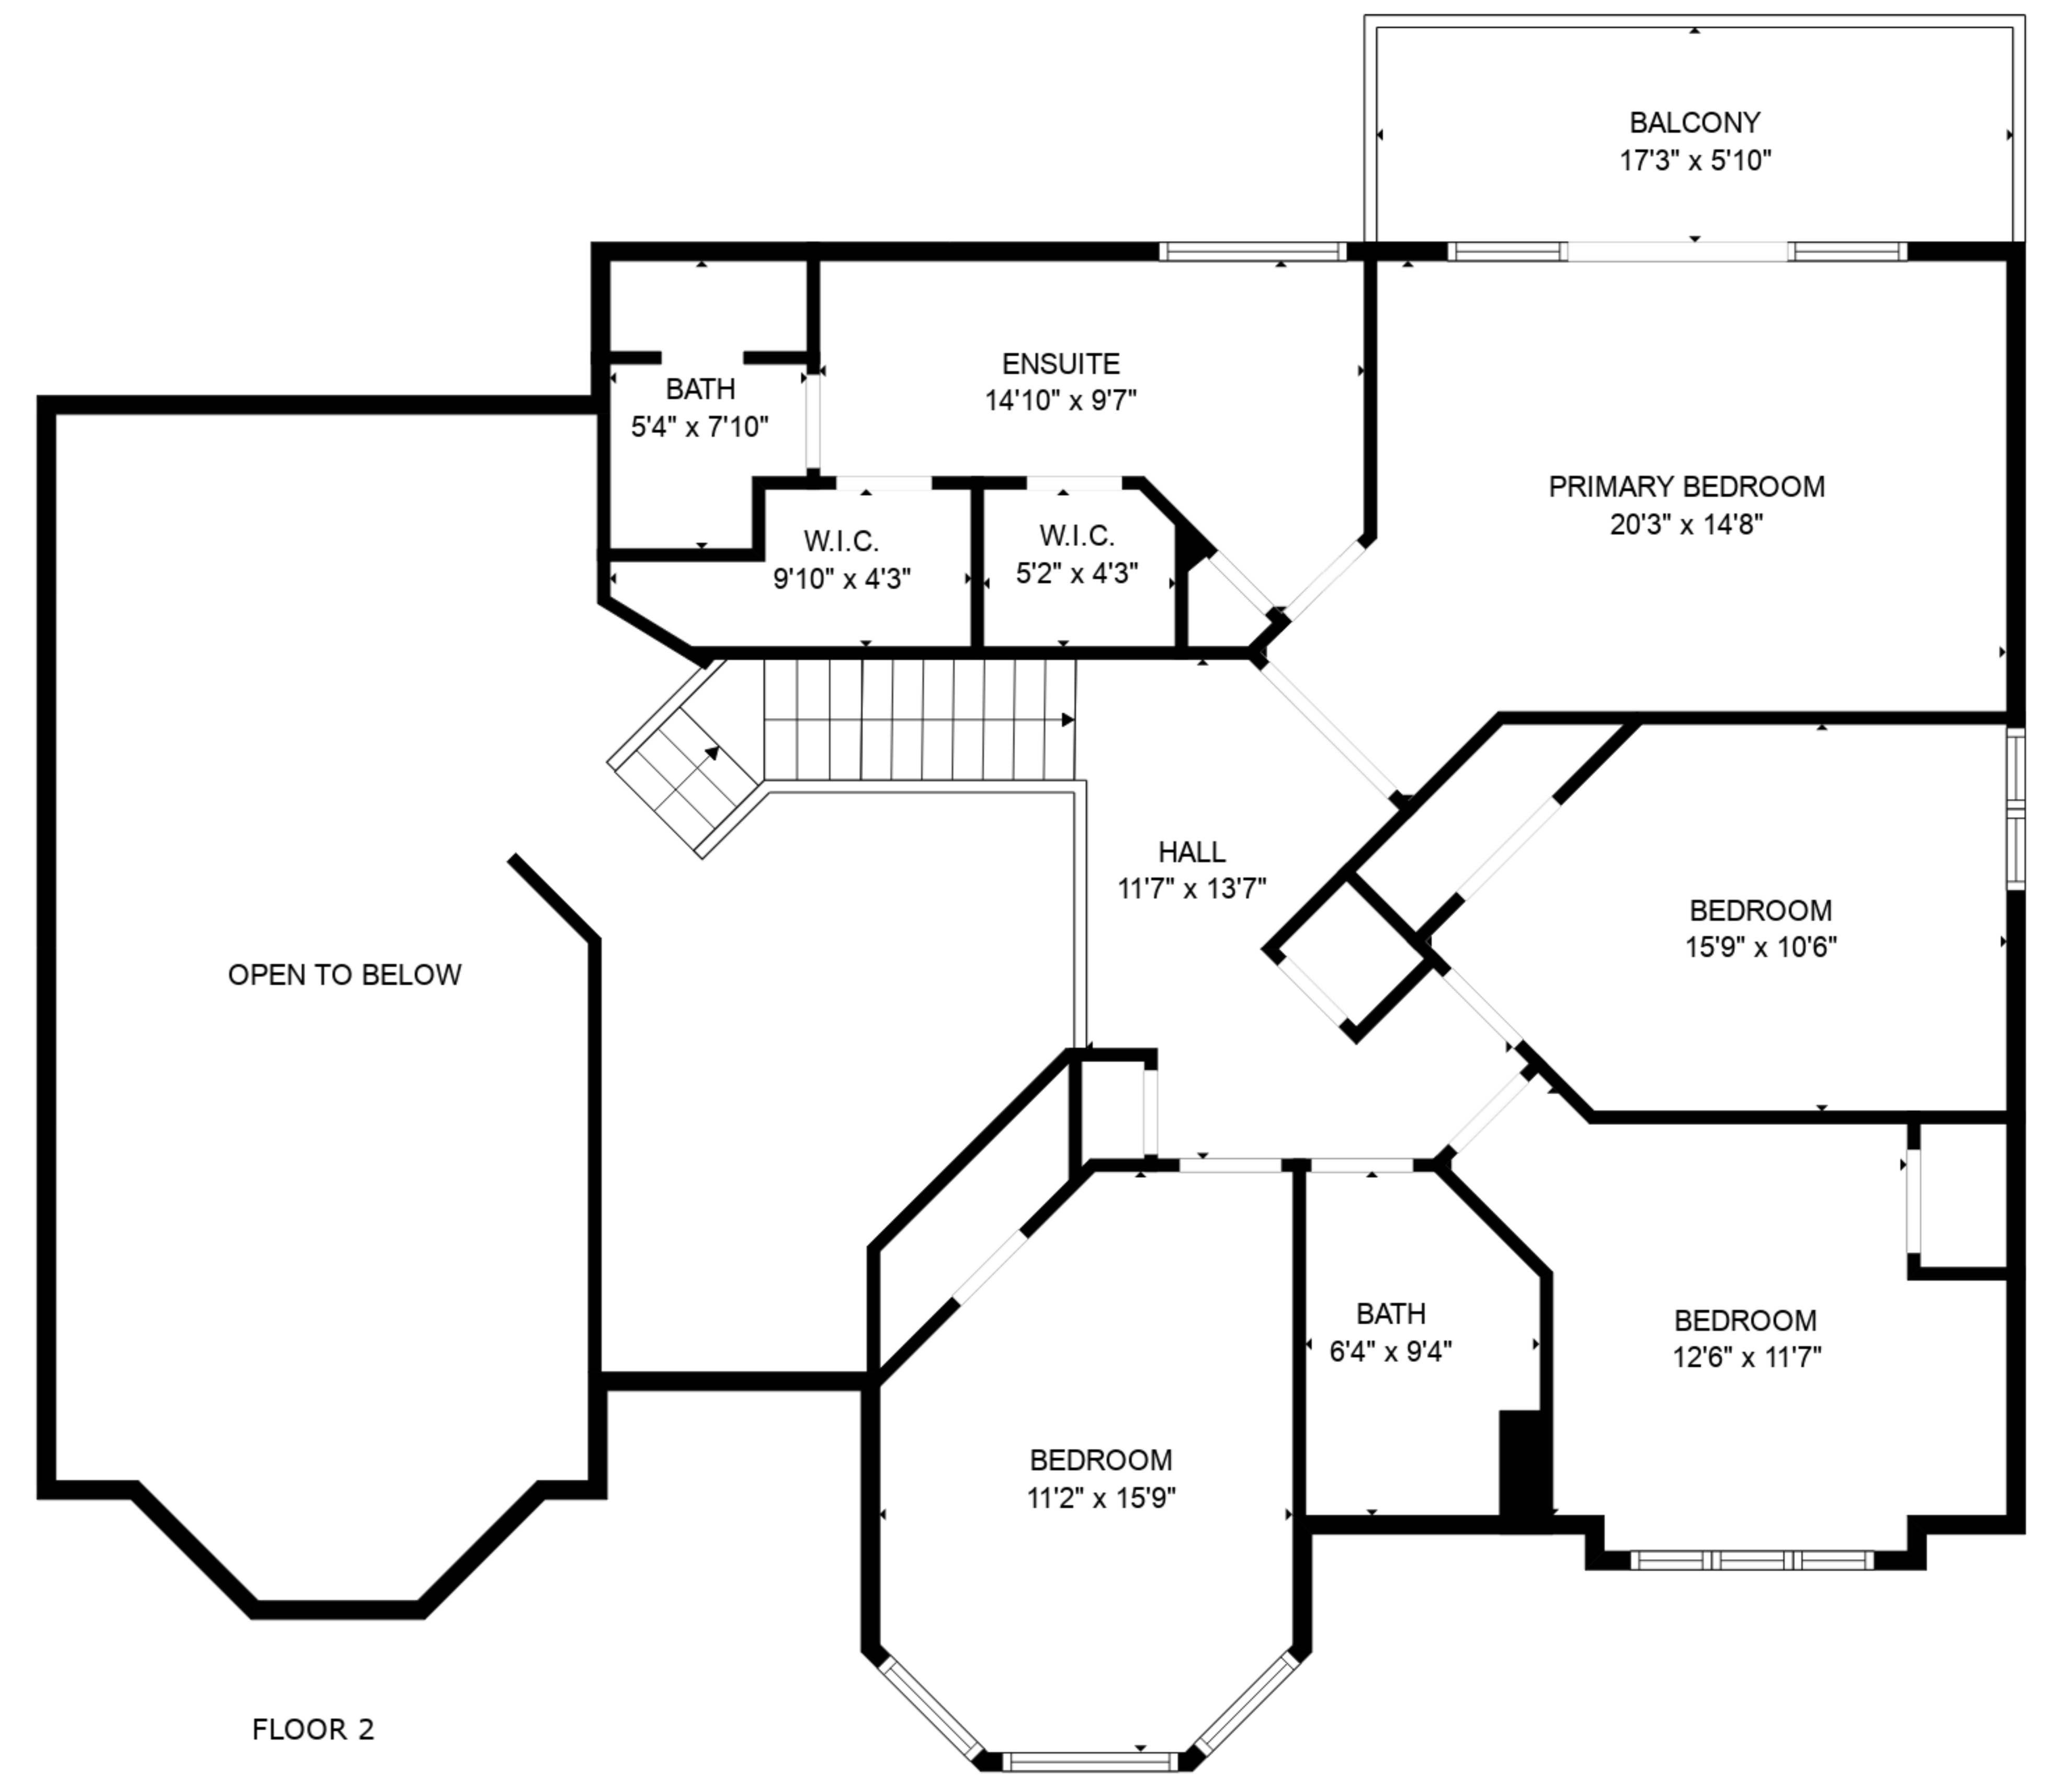 BALCONY
17'3" x 5'10"
ENSUITE
14'10" x 9'7"
BATH
5'4" x 7'10"
PRIMARY BEDROOM
20'3" x 14'8"
W.I.C.
9'10" x 4'3"
W.I.C.
5'2" x 4'3"
HALL
11'7" x 13'7"
BEDROOM
15'9" x 10'6"
OPEN TO BELOW
BATH
6'4" x 9'4"
BEDROOM
12'6" x 11'7"
BEDROOM
11'2" x 15'9"
FLOOR 2